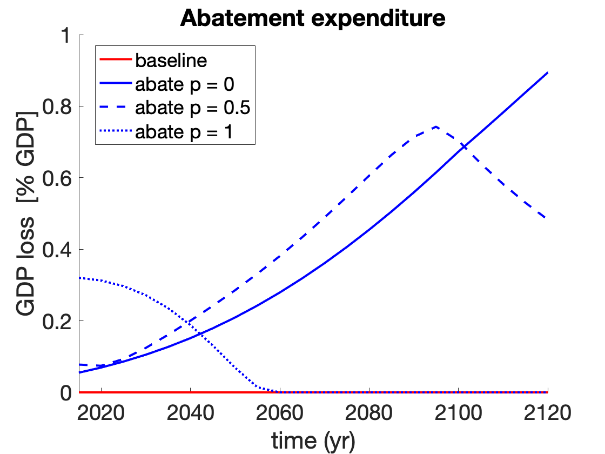 Abatement expenditure
1
baseline
abate p = 0
abate p = 0.5
abate p = 1
0.8
0.6
0.4
0.2
0
GDP loss [% GDP]
2020 2040 2060 2080 2100 2120
time (yr)